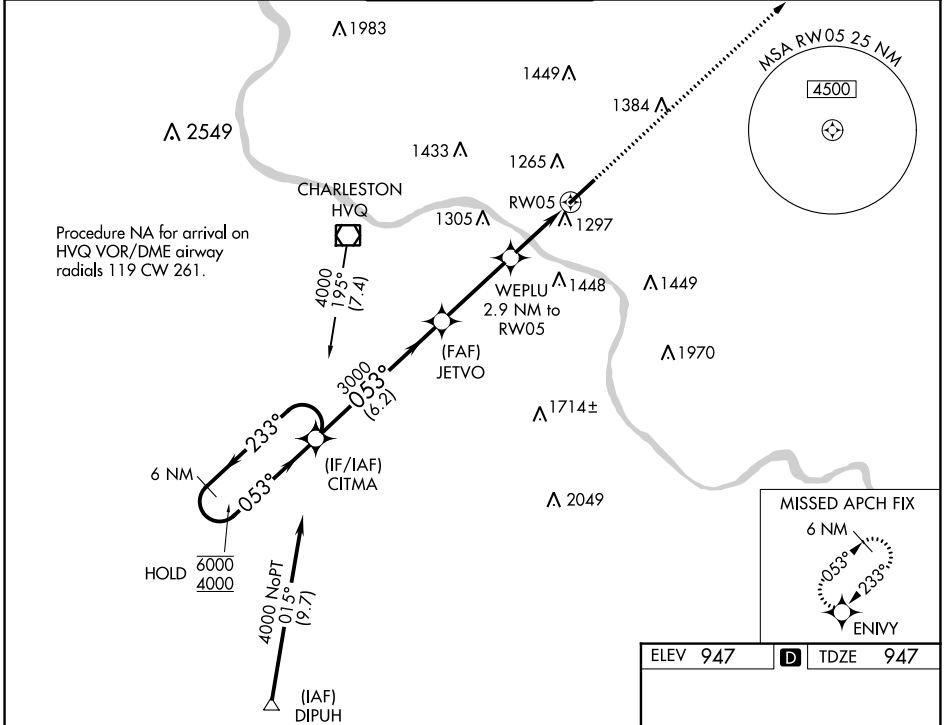 1983
MSA RW05 25 NM
4500
1449
1384
2549
1433
1265
CHARLESTON
HVQ
RW05
1305
1297
Procedure NA for arrival on
HVQ VOR/DME airway
radials 119 CW 261.
4000
195°
(7.4)
WEPLU
2.9 NM to
RW05
1448
1449
(FAF)
JETVO
1970
3000
053°
(6.2)
1714±
233°
053°
6 NM
(IF/IAF)
CITMA
2049
HOLD
6000
4000
4000 NoPT
015°
(9.7)
(IAF)
DIPUH
MISSED APCH FIX
6 NM
053°
233°
ENIVY
ELEV 947 D TDZE 947